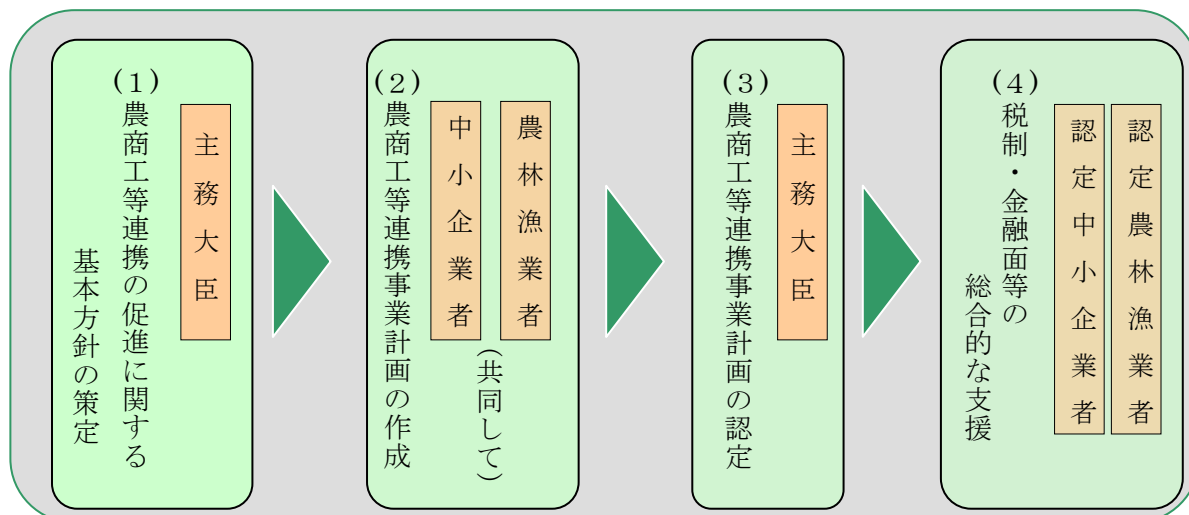 (1)
主務大臣
農商工等連携の促進に関する
基本方針の策定
(2)
農林漁業者
中小企業者
(共同して)
農商工等連携事業計画の作成
(3)
主務大臣
農商工等連携事業計画の認定
(4)
認定農林漁業者
認定中小企業者
税制・金融面等の
総合的な支援